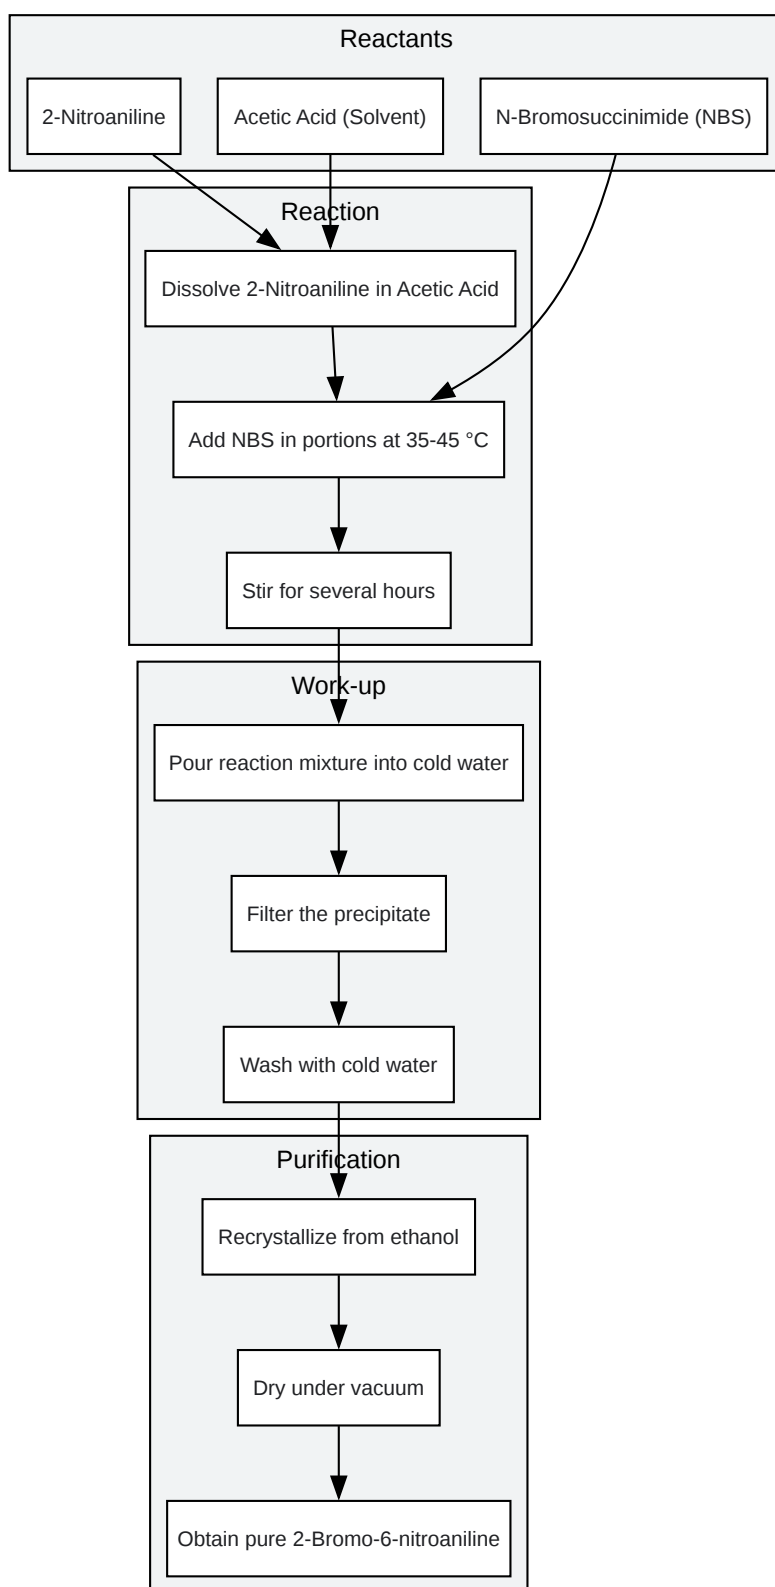 Reactants
2-Nitroaniline
Acetic Acid (Solvent)
N-Bromosuccinimide (NBS)
Reaction
Dissolve 2-Nitroaniline in Acetic Acid
Add NBS in portions at 35-45 °C
Stir for several hours
Work-up
Pour reaction mixture into cold water
Filter the precipitate
Wash with cold water
Purification
Recrystallize from ethanol
Dry under vacuum
Obtain pure 2-Bromo-6-nitroaniline